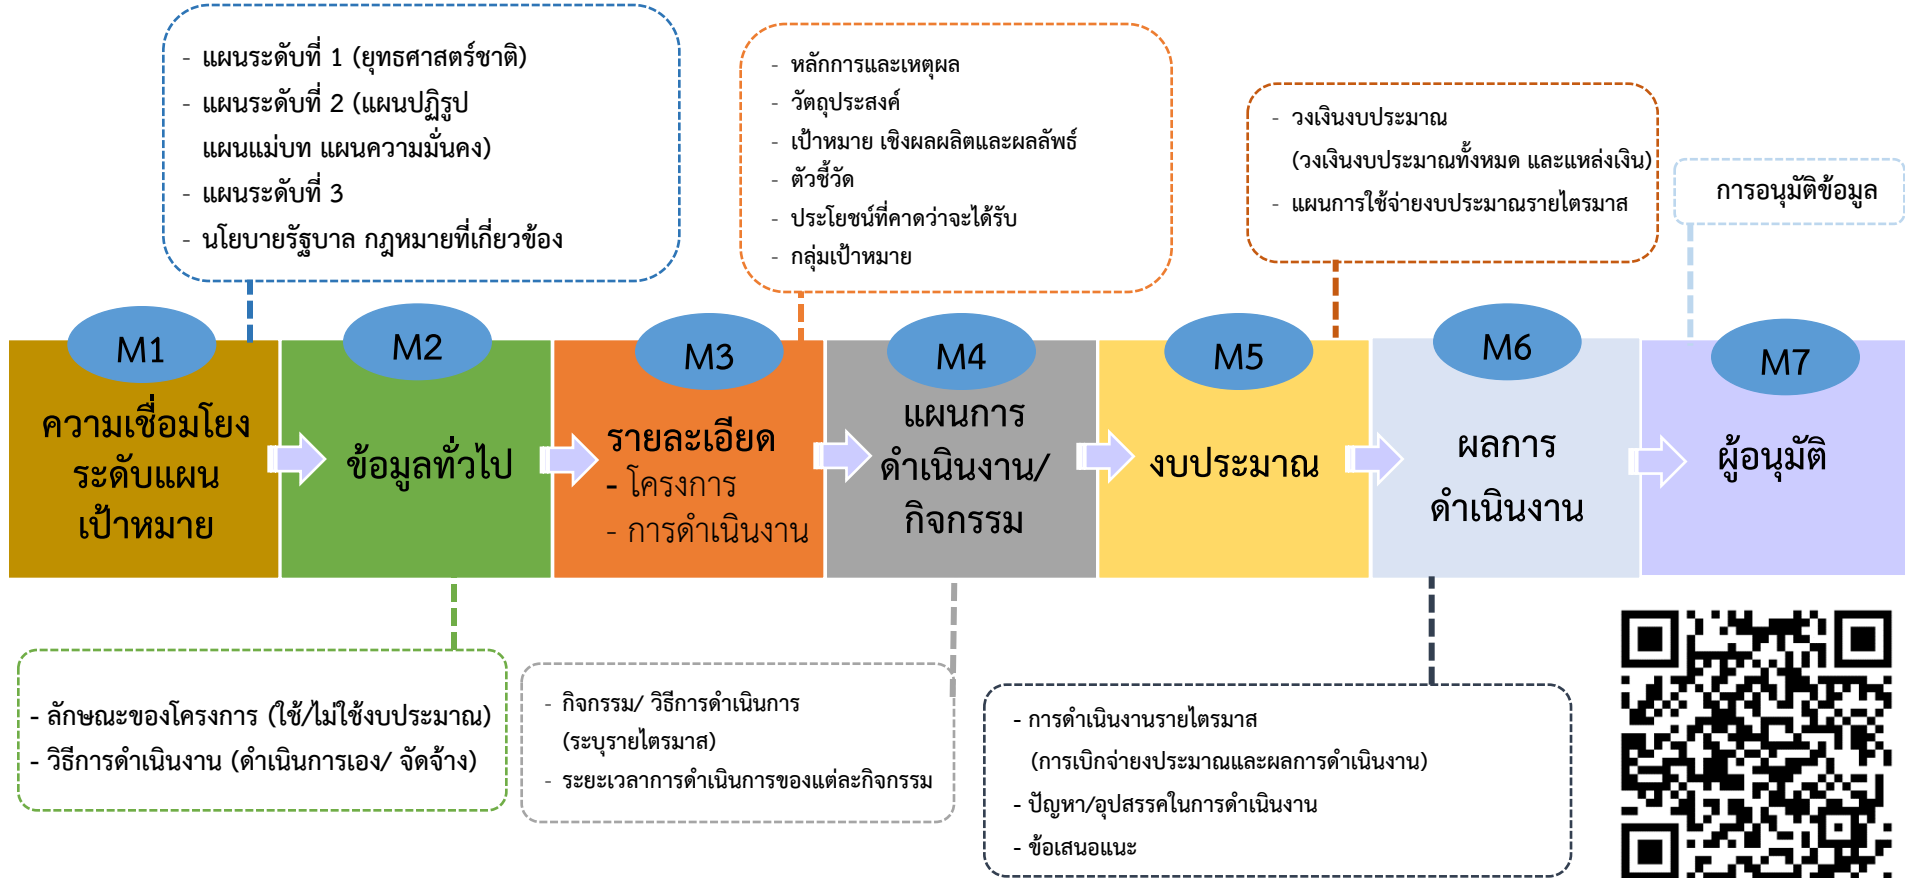 - แผนระดับที่ 1 (ยุทธศาสตร์ชาติ)
- แผนระดับที่ 2 (แผนปฏิรูป
แผนแม่บท แผนความมั่นคง)
- แผนระดับที่ 3
- นโยบายรัฐบาล กฎหมายที่เกี่ยวข้อง
- หลักการและเหตุผล
- วัตถุประสงค์
- เป้าหมาย เชิงผลผลิตและผลลัพธ์
- ตัวชี้วัด
- ประโยชน์ที่คาดว่าจะได้รับ
- กลุ่มเป้าหมาย
- วงเงินงบประมาณ
(วงเงินงบประมาณทั้งหมด และแหล่งเงิน)
- แผนการใช้จ่ายงบประมาณรายไตรมาส
การอนุมัติข้อมูล
M1
ความเชื่อมโยง
ระดับแผน
เป้าหมาย
M2
ข้อมูลทั่วไป
M3
รายละเอียด
- โครงการ
- การดำเนินงาน
M4
แผนการ
ดำเนินงาน/
กิจกรรม
M5
งบประมาณ
M6
ผลการ
ดำเนินงาน
M7
ผู้อนุมัติ
- ลักษณะของโครงการ (ใช้/ไม่ใช้งบประมาณ)
- วิธีการดำเนินงาน (ดำเนินการเอง/ จัดจ้าง)
- กิจกรรม/ วิธีการดำเนินการ
(ระบุรายไตรมาส)
- ระยะเวลาการดำเนินการของแต่ละกิจกรรม
- การดำเนินงานรายไตรมาส
(การเบิกจ่ายงประมาณและผลการดำเนินงาน)
- ปัญหา/อุปสรรคในการดำเนินงาน
- ข้อเสนอแนะ